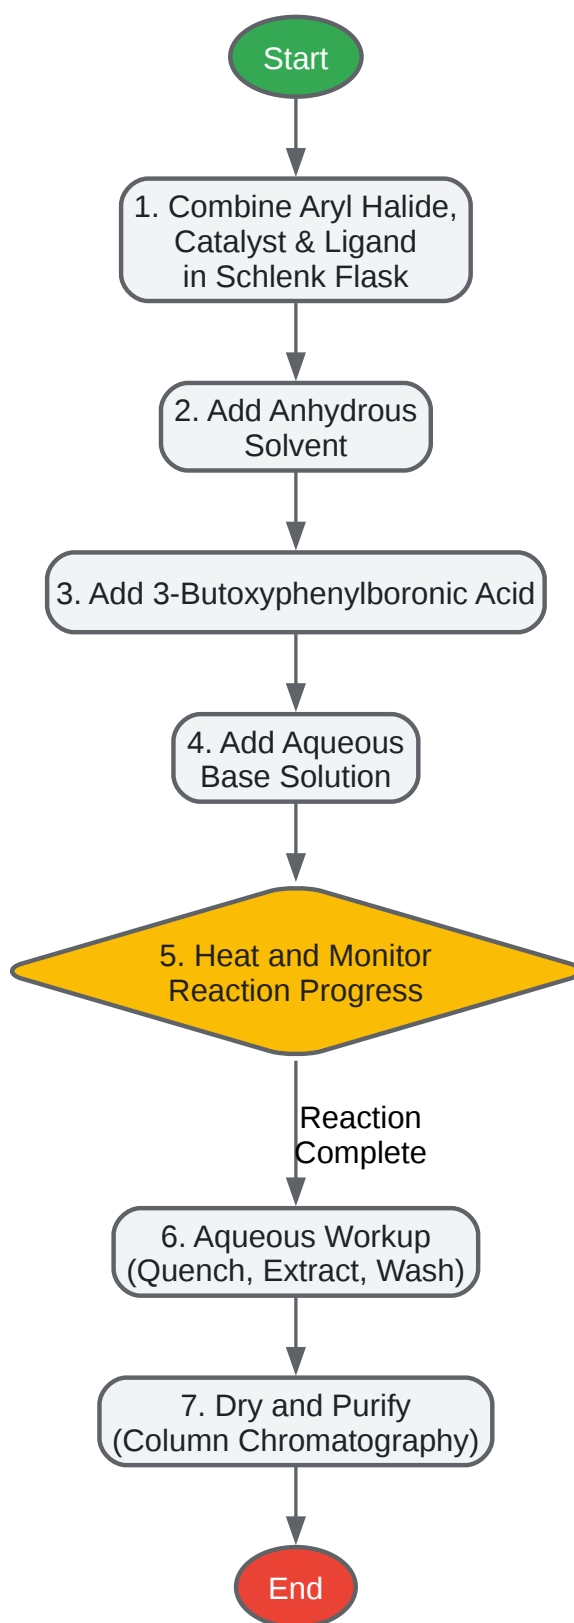 Start
1. Combine Aryl Halide,
Catalyst & Ligand
in Schlenk Flask
2. Add Anhydrous
Solvent
3. Add 3-Butoxyphenylboronic Acid
4. Add Aqueous
Base Solution
5. Heat and Monitor
Reaction Progress
Reaction
Complete
6. Aqueous Workup
(Quench, Extract, Wash)
7. Dry and Purify
(Column Chromatography)
End